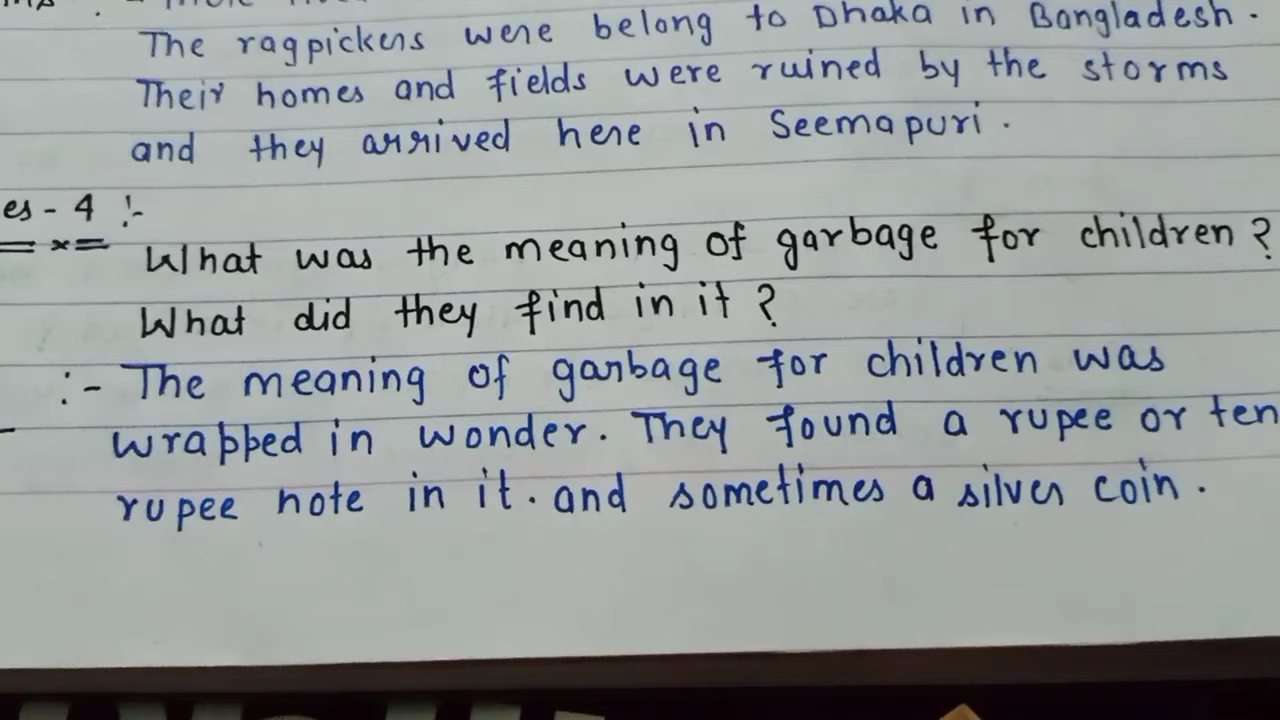 The ragpickers were belong to Dhaka in Bangladesh.
Their homes and fields were ruined by the storms
and they arrived here in Seemapuri.
es - 4 :-
What was the meaning of garbage for children?
What did they find in it?
:- The meaning of garbage for children was
wrapped in wonder. They found a rupee or ten
rupee note in it. and sometimes a silver coin.